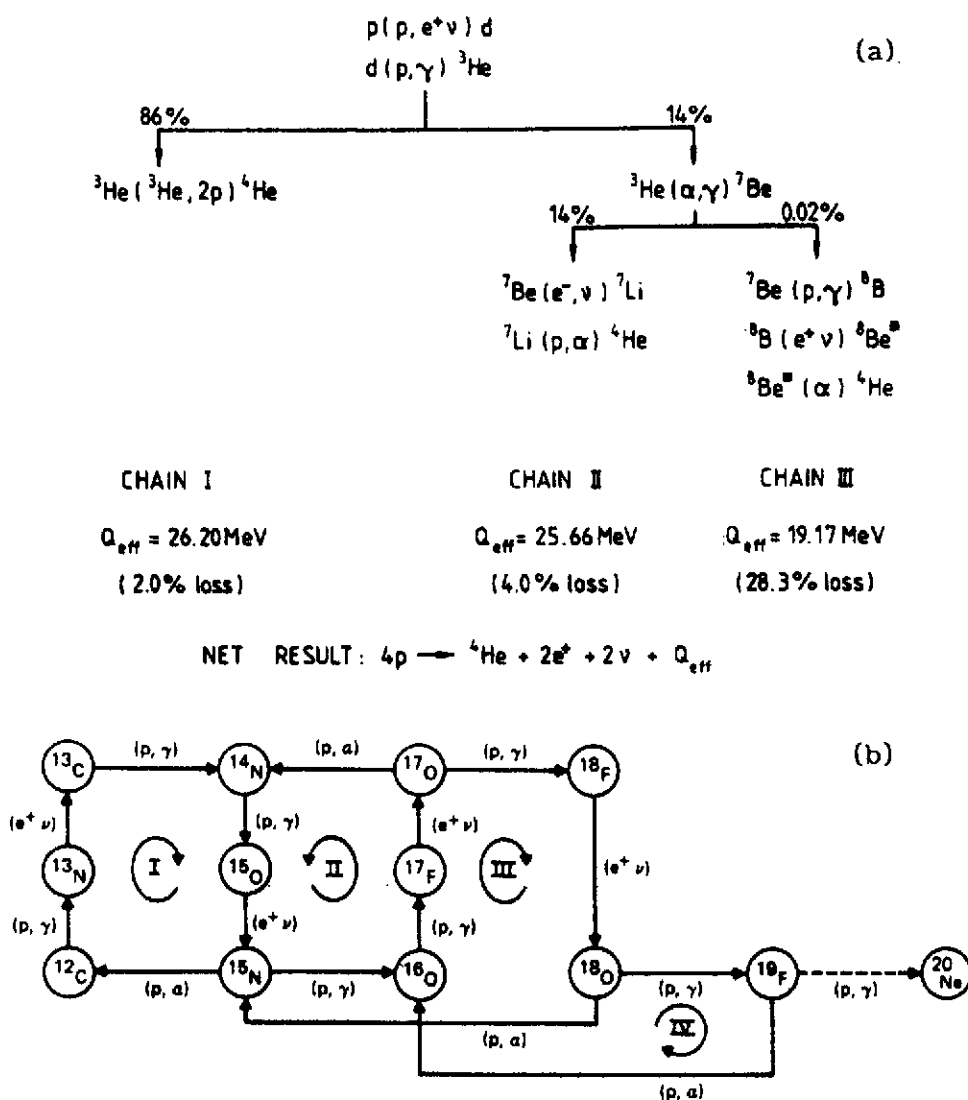 p(p, e⁺ν) d
(a)
d(p,γ) ³He
86% 14%
³He(³He, 2p)⁴He ³He(α,γ)⁷Be
14% 0.02%
⁷Be(e⁻,ν)⁷Li ⁷Be(p,γ)⁸B
⁷Li(p,α)⁴He ⁸B(e⁺ν)⁸Be*
⁸Be*(α)⁴He
CHAIN I CHAIN II CHAIN III
Q_eff = 26.20 MeV Q_eff = 25.66 MeV Q_eff = 19.17 MeV
(2.0% loss) (4.0% loss) (28.3% loss)
NET RESULT: 4p → ⁴He + 2e⁺ + 2ν + Q_eff
(b)
(p, γ) (p, α) (p, γ)
¹³C ¹⁴N ¹⁷O ¹⁸F
(e⁺ ν) (p, γ) (e⁺ ν)
¹³N I ¹⁵O II ¹⁷F III (e⁺ ν)
(p, γ) (e⁺ ν) (p, γ)
¹²C ¹⁵N ¹⁶O ¹⁸O ¹⁹F ²⁰Ne
(p, α) (p, γ) (p, γ) (p, γ)
IV
(p, α)
(p, α)